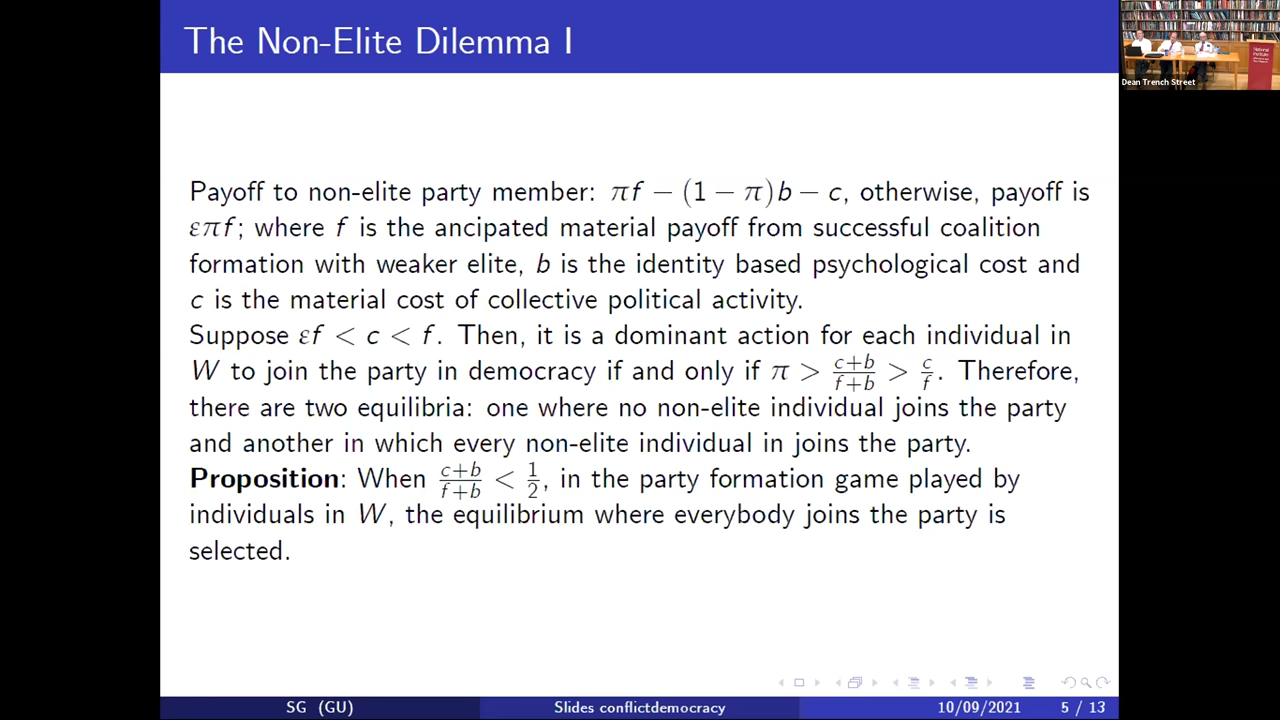 The Non-Elite Dilemma I
Dean Trench Street
National
Payoff to non-elite party member: πf − (1 − π)b − c, otherwise, payoff is
επf; where f is the ancipated material payoff from successful coalition
formation with weaker elite, b is the identity based psychological cost and
c is the material cost of collective political activity.
Suppose εf < c < f. Then, it is a dominant action for each individual in
W to join the party in democracy if and only if π > c+b/f+b > c/f. Therefore,
there are two equilibria: one where no non-elite individual joins the party
and another in which every non-elite individual in joins the party.
Proposition: When c+b/f+b < 1/2, in the party formation game played by
individuals in W, the equilibrium where everybody joins the party is
selected.
SG (GU) Slides conflictdemocracy 10/09/2021 5 / 13